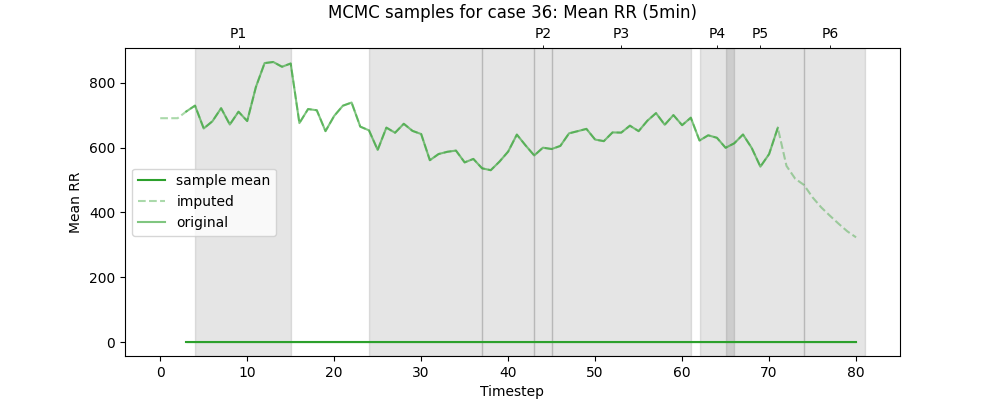 MCMC samples for case 36: Mean RR (5min)
P1 P2 P3 P4 P5 P6
800
600
400
200
0
Mean RR
sample mean
imputed
original
0 10 20 30 40 50 60 70 80
Timestep